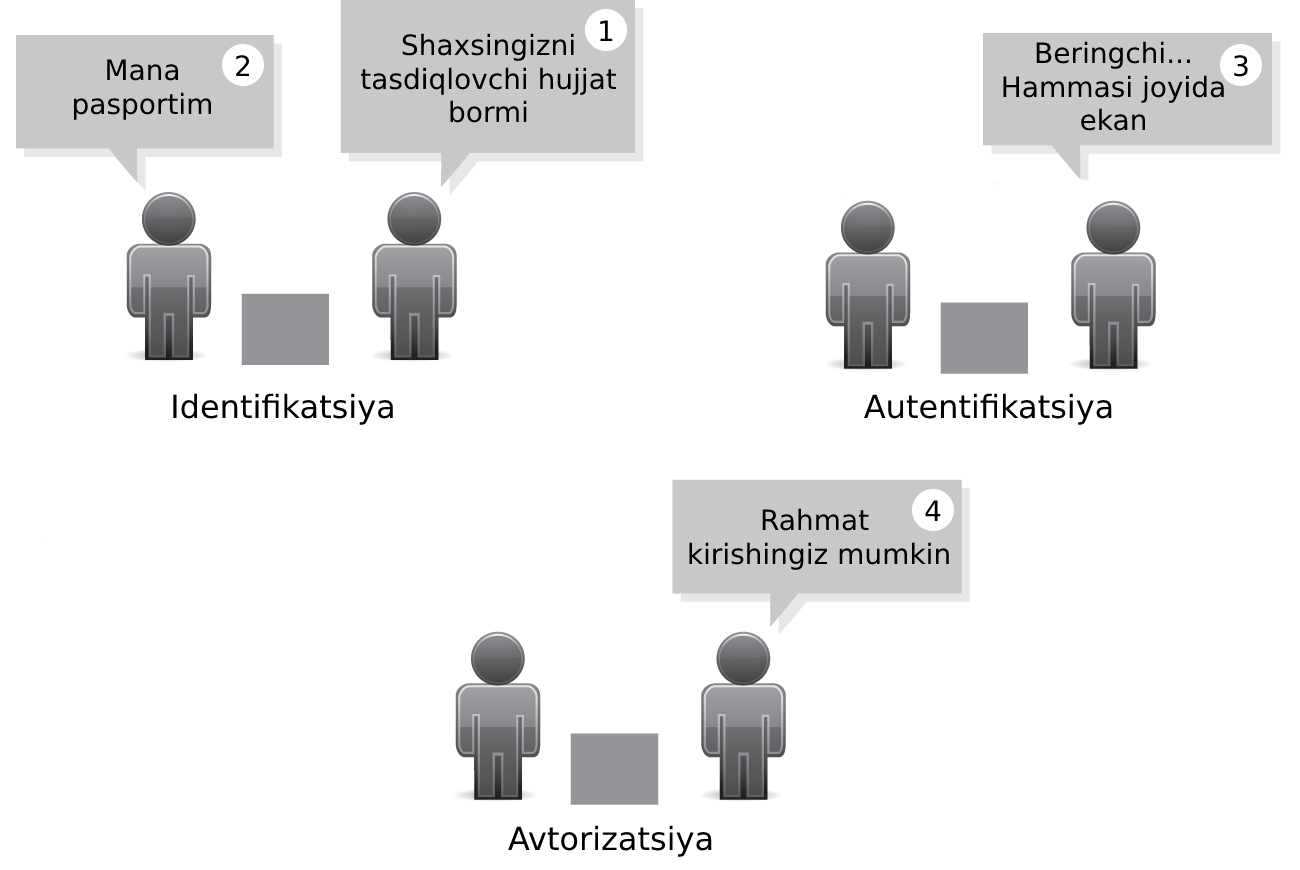 Mana
pasportim
2
Shaxsingizni
tasdiqlovchi hujjat
bormi
1
Beringchi...
Hammasi joyida
ekan
3
Identifikatsiya
Autentifikatsiya
Rahmat
kirishingiz mumkin
4
Avtorizatsiya